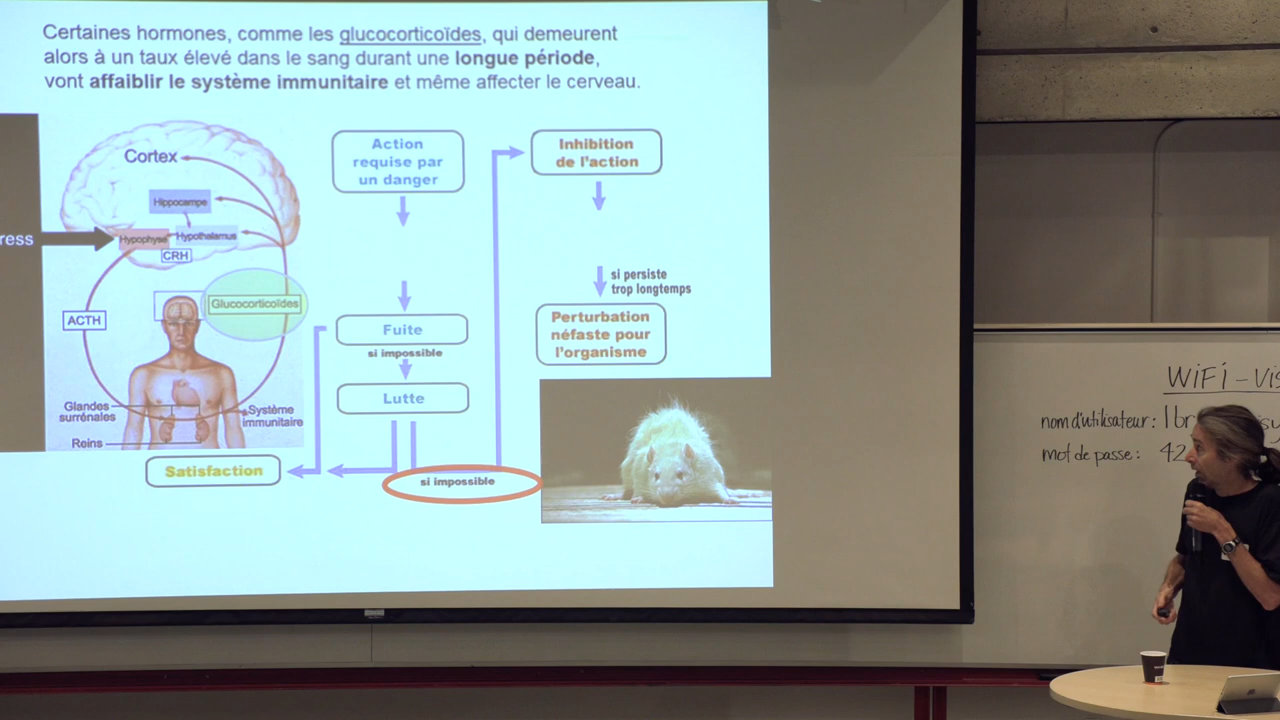 Certaines hormones, comme les glucocorticoïdes, qui demeurent
alors à un taux élevé dans le sang durant une longue période,
vont affaiblir le système immunitaire et même affecter le cerveau.
Cortex
Hippocampe
ress
Hypophyse
Hypothalamus
CRH
Glucocorticoïdes
ACTH
Glandes
surrénales
Système
immunitaire
Reins
Action
requise par
un danger
Fuite
si impossible
Lutte
Satisfaction
si impossible
Inhibition
de l'action
si persiste
trop longtemps
Perturbation
néfaste pour
l'organisme
WiFi - Vis
nom d'utilisateur :
mot de passe : 42